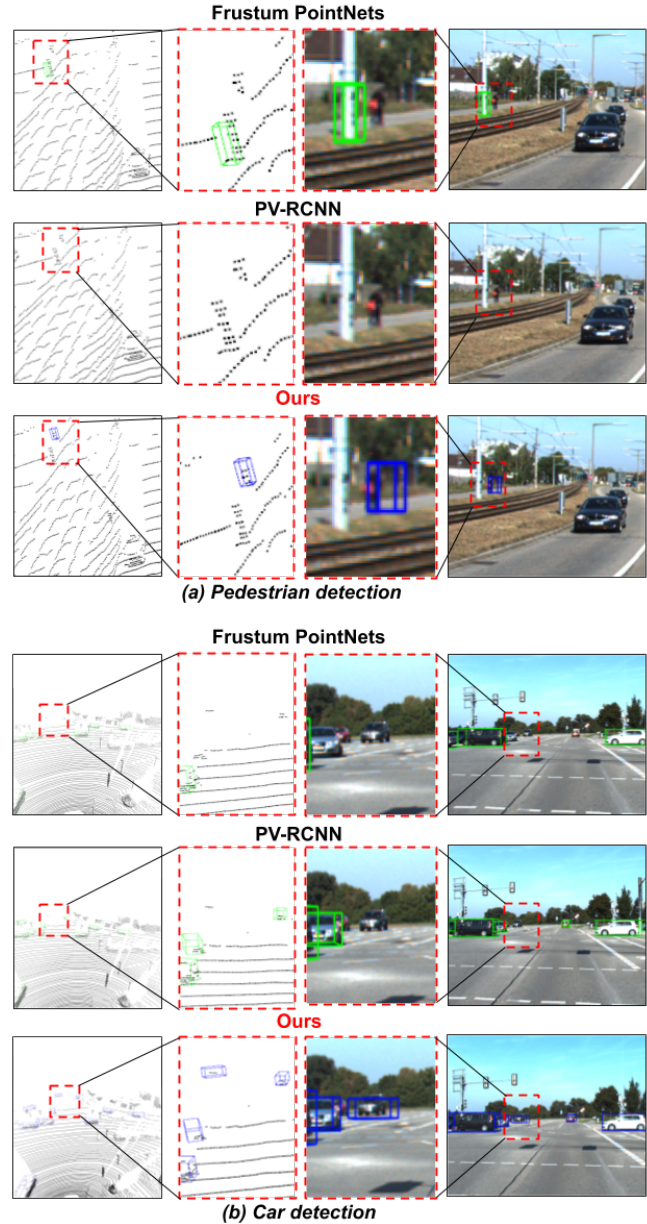 Frustum PointNets
PV-RCNN
Ours
(a) Pedestrian detection
Frustum PointNets
PV-RCNN
Ours
(b) Car detection